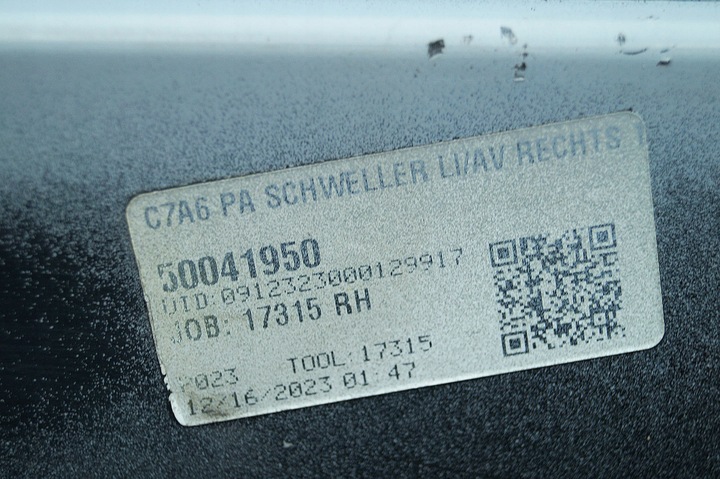 C7A6 PA SCHWELLER LI/AV RECHTS
50041950
UID:0912323000129917
JOB: 17315 RH
TOOL:17315
2023
12/16/2023 01:47